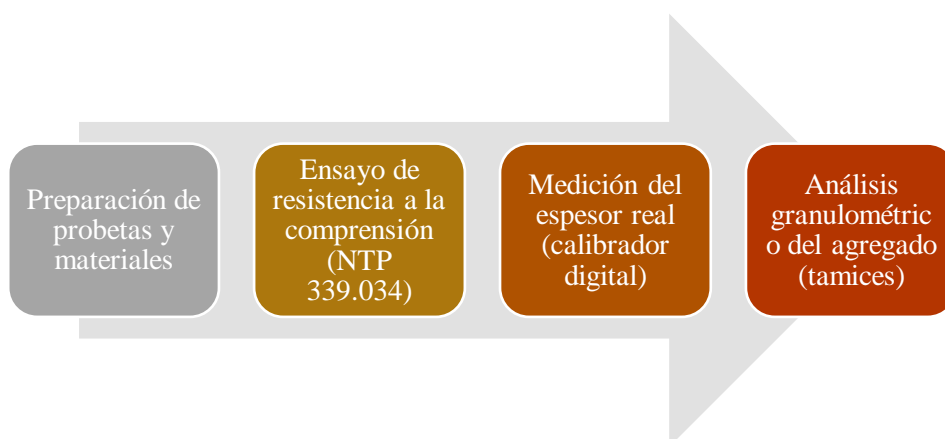 Preparación de
probetas y
materiales
Ensayo de
resistencia a la
comprensión
(NTP
339.034)
Medición del
espesor real
(calibrador
digital)
Análisis
granulométric
o del agregado
(tamices)